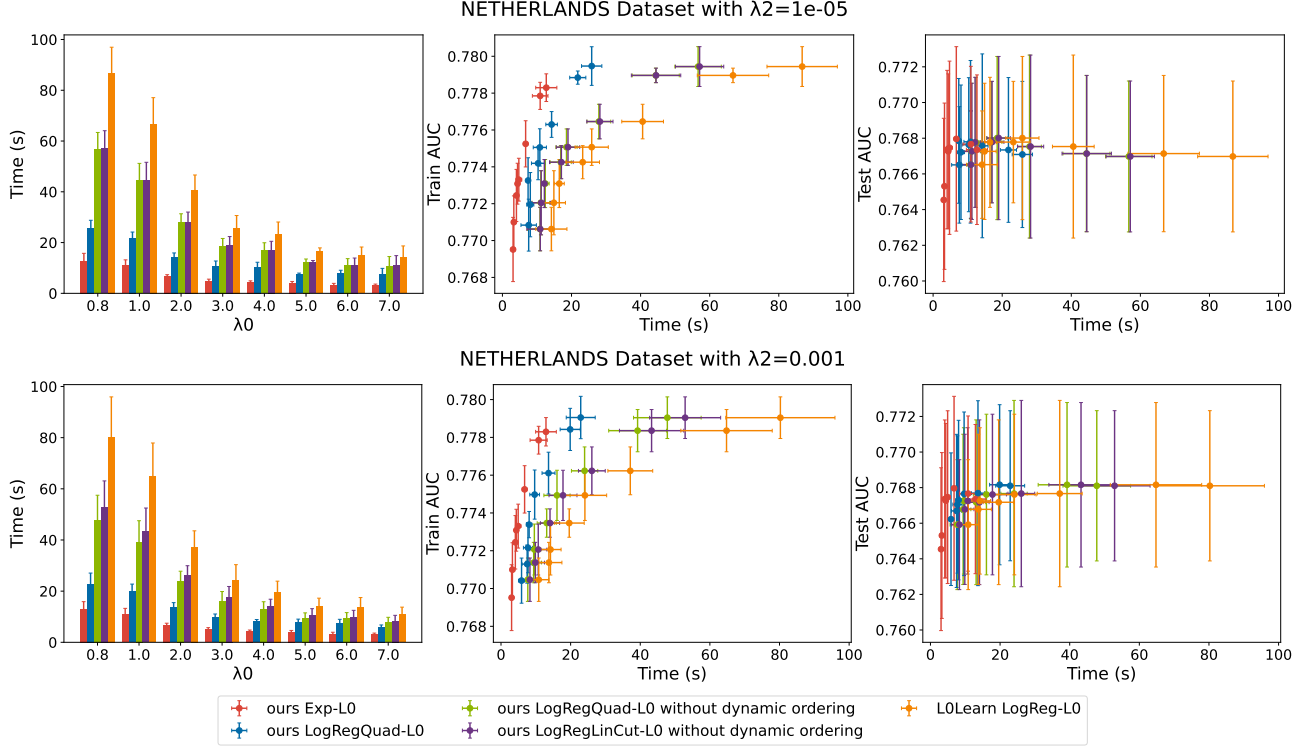 NETHERLANDS Dataset with λ2=1e-05
Time (s)
100
80
60
40
20
0
0.8 1.0 2.0 3.0 4.0 5.0 6.0 7.0
λ0
Train AUC
0.780
0.778
0.776
0.774
0.772
0.770
0.768
0 20 40 60 80 100
Time (s)
Test AUC
0.772
0.770
0.768
0.766
0.764
0.762
0.760
0 20 40 60 80 100
Time (s)
NETHERLANDS Dataset with λ2=0.001
Time (s)
100
80
60
40
20
0
0.8 1.0 2.0 3.0 4.0 5.0 6.0 7.0
λ0
Train AUC
0.780
0.778
0.776
0.774
0.772
0.770
0.768
0 20 40 60 80 100
Time (s)
Test AUC
0.772
0.770
0.768
0.766
0.764
0.762
0.760
0 20 40 60 80 100
Time (s)
ours Exp-L0
ours LogRegQuad-L0
ours LogRegQuad-L0 without dynamic ordering
ours LogRegLinCut-L0 without dynamic ordering
L0Learn LogReg-L0